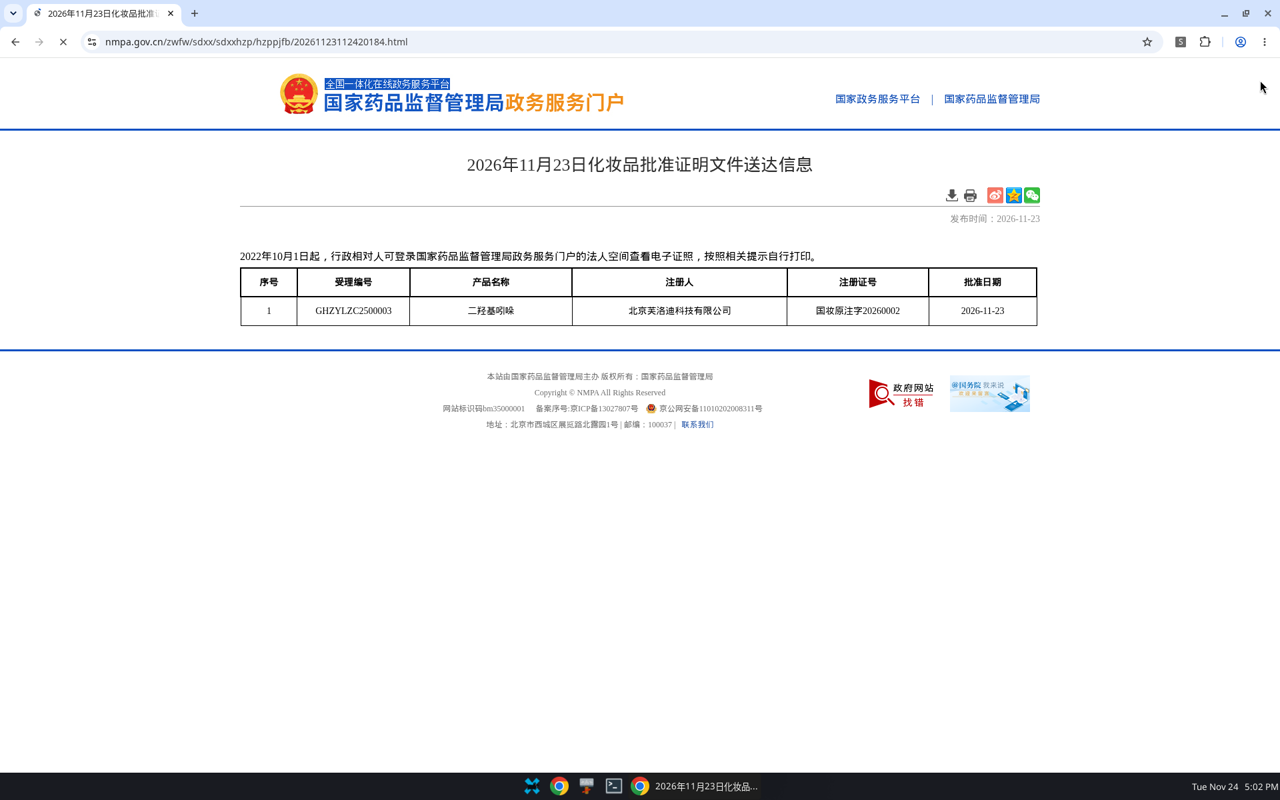 2026年11月23日化妆品批准
nmpa.gov.cn/zwfw/sdxx/sdxxhzp/hzppjfb/20261123112420184.html
全国一体化在线政务服务平台
国家药品监督管理局政务服务门户
国家政务服务平台 | 国家药品监督管理局
2026年11月23日化妆品批准证明文件送达信息
发布时间：2026-11-23
2022年10月1日起，行政相对人可登录国家药品监督管理局政务服务门户的法人空间查看电子证照，按照相关提示自行打印。
序号 受理编号 产品名称 注册人 注册证号 批准日期
1 GHZYLZC2500003 二羟基吲哚 北京芙洛迪科技有限公司 国妆原注字20260002 2026-11-23
本站由国家药品监督管理局主办 版权所有：国家药品监督管理局
Copyright © NMPA All Rights Reserved
网站标识码bm35000001 备案序号:京ICP备13027807号 京公网安备11010202008311号
地址：北京市西城区展览路北露园1号 | 邮编：100037 | 联系我们
政府网站
找错
国务院 我来说
2026年11月23日化妆品...
Tue Nov 24 5:02 PM